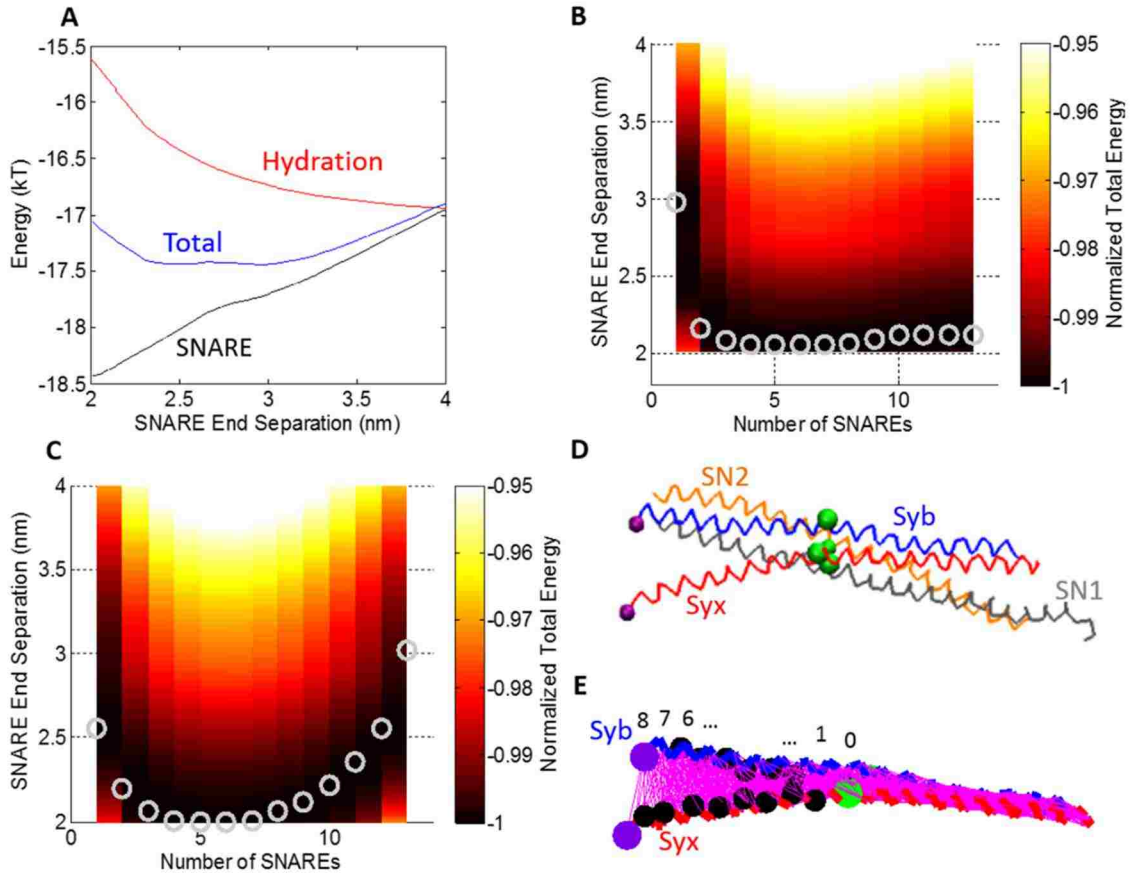 A
Energy (kT)
-15.5
-16
-16.5
-17
-17.5
-18
-18.5
Hydration
Total
SNARE
2 2.5 3 3.5 4
SNARE End Separation (nm)
B
SNARE End Separation (nm)
4
3.5
3
2.5
2
0 5 10
Number of SNAREs
-0.95
-0.96
-0.97
-0.98
-0.99
-1
Normalized Total Energy
C
SNARE End Separation (nm)
4
3.5
3
2.5
2
0 5 10
Number of SNAREs
-0.95
-0.96
-0.97
-0.98
-0.99
-1
Normalized Total Energy
D
SN2
Syb
Syx
SN1
E
Syb
8 7 6 ... ... 1 0
Syx